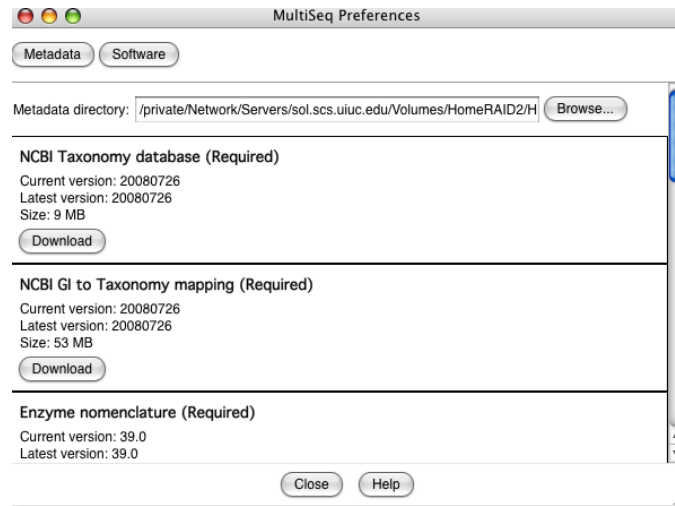 MultiSeq Preferences
Metadata Software
Metadata directory: /private/Network/Servers/sol.scs.uiuc.edu/Volumes/HomeRAID2/H Browse...
NCBI Taxonomy database (Required)
Current version: 20080726
Latest version: 20080726
Size: 9 MB
Download
NCBI GI to Taxonomy mapping (Required)
Current version: 20080726
Latest version: 20080726
Size: 53 MB
Download
Enzyme nomenclature (Required)
Current version: 39.0
Latest version: 39.0
Close Help